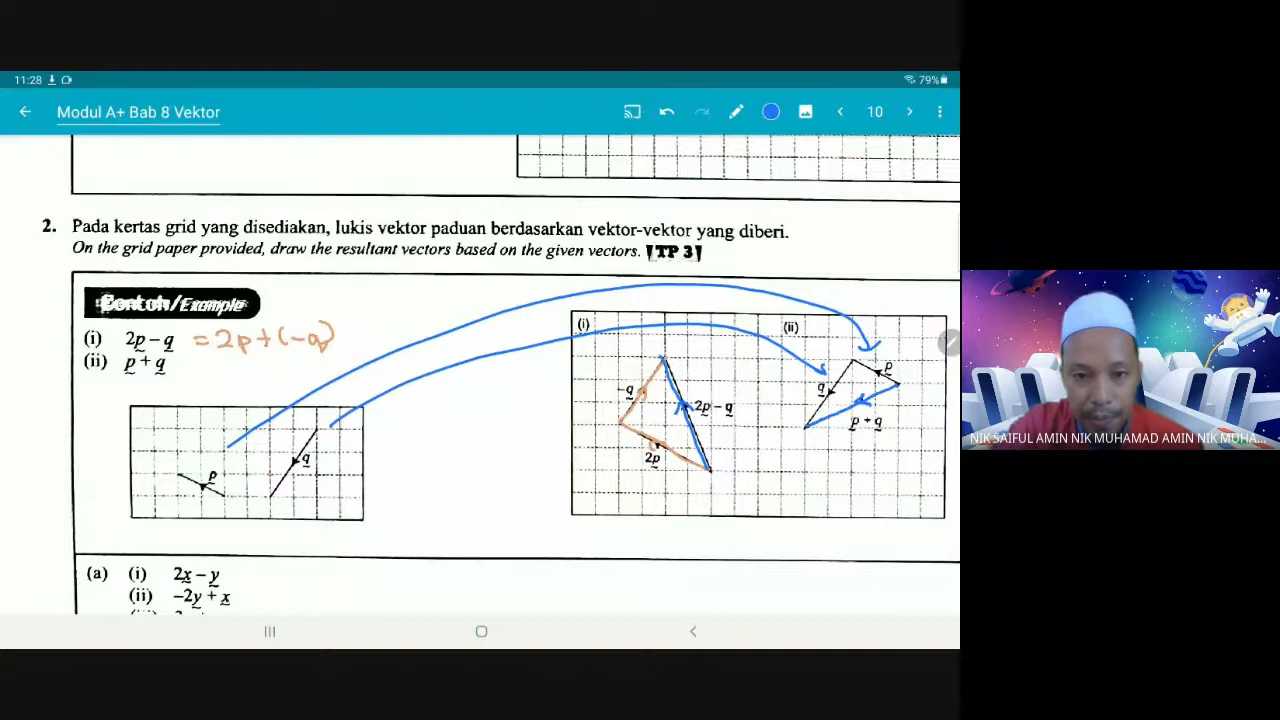 11:28
79%
Modul A+ Bab 8 Vektor
10
2. Pada kertas grid yang disediakan, lukis vektor paduan berdasarkan vektor-vektor yang diberi.
On the grid paper provided, draw the resultant vectors based on the given vectors. TP 3
Contoh/Example
(i) 2p – q = 2p + (-q)
(ii) p + q
p
q
(i)
(ii)
-q
2p – q
2p
q
p
p + q
NIK SAIFUL AMIN NIK MUHAMAD AMIN NIK MUHA...
(a) (i) 2x – y
(ii) –2y + x